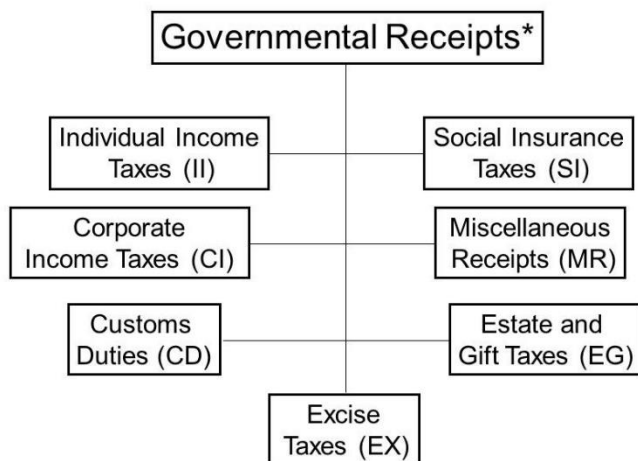 Governmental Receipts*
Individual Income
Taxes (II)
Social Insurance
Taxes (SI)
Corporate
Income Taxes (CI)
Miscellaneous
Receipts (MR)
Customs
Duties (CD)
Estate and
Gift Taxes (EG)
Excise
Taxes (EX)